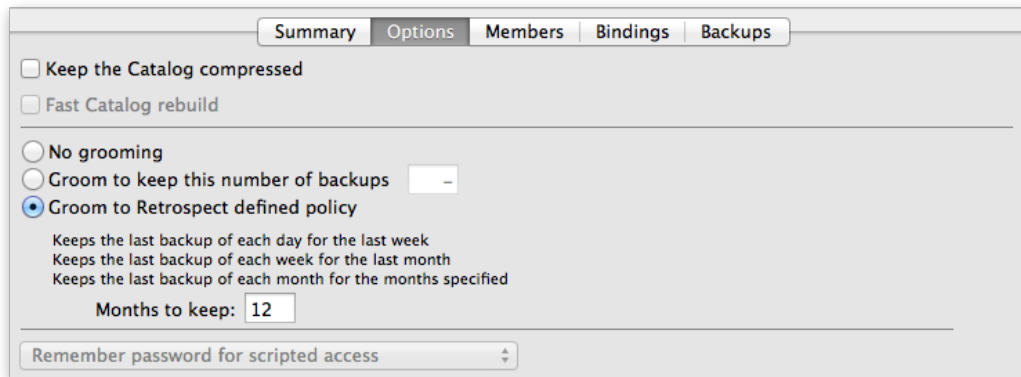 Summary Options Members Bindings Backups
Keep the Catalog compressed
Fast Catalog rebuild
No grooming
Groom to keep this number of backups –
Groom to Retrospect defined policy
Keeps the last backup of each day for the last week
Keeps the last backup of each week for the last month
Keeps the last backup of each month for the months specified
Months to keep: 12
Remember password for scripted access